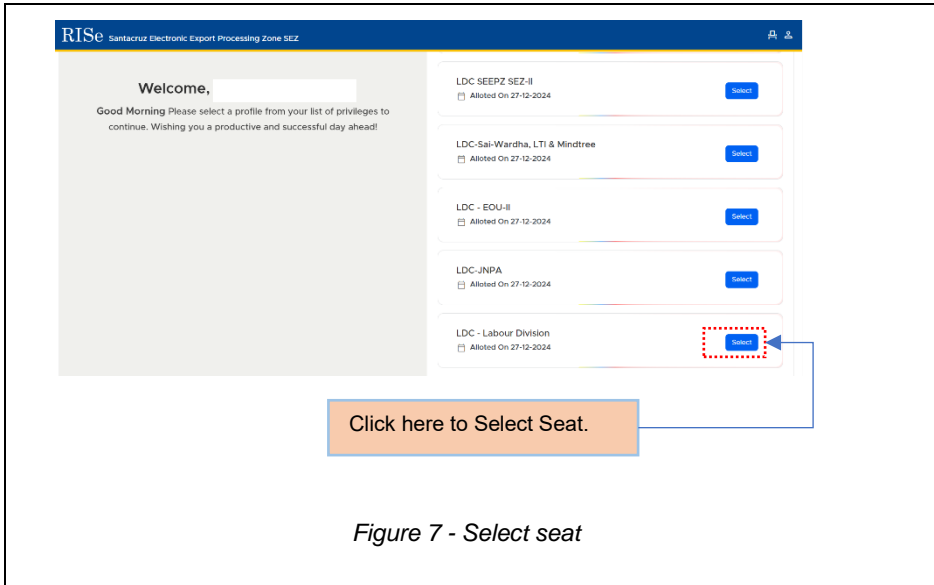 RISe Santacruz Electronic Export Processing Zone SEZ
Welcome,
Good Morning Please select a profile from your list of privileges to
continue. Wishing you a productive and successful day ahead!
LDC SEEPZ SEZ-II
Alloted On 27-12-2024
Select
LDC-Sai-Wardha, LTI & Mindtree
Alloted On 27-12-2024
Select
LDC - EOU-II
Alloted On 27-12-2024
Select
LDC-JNPA
Alloted On 27-12-2024
Select
LDC - Labour Division
Alloted On 27-12-2024
Select
Click here to Select Seat.
Figure 7 - Select seat